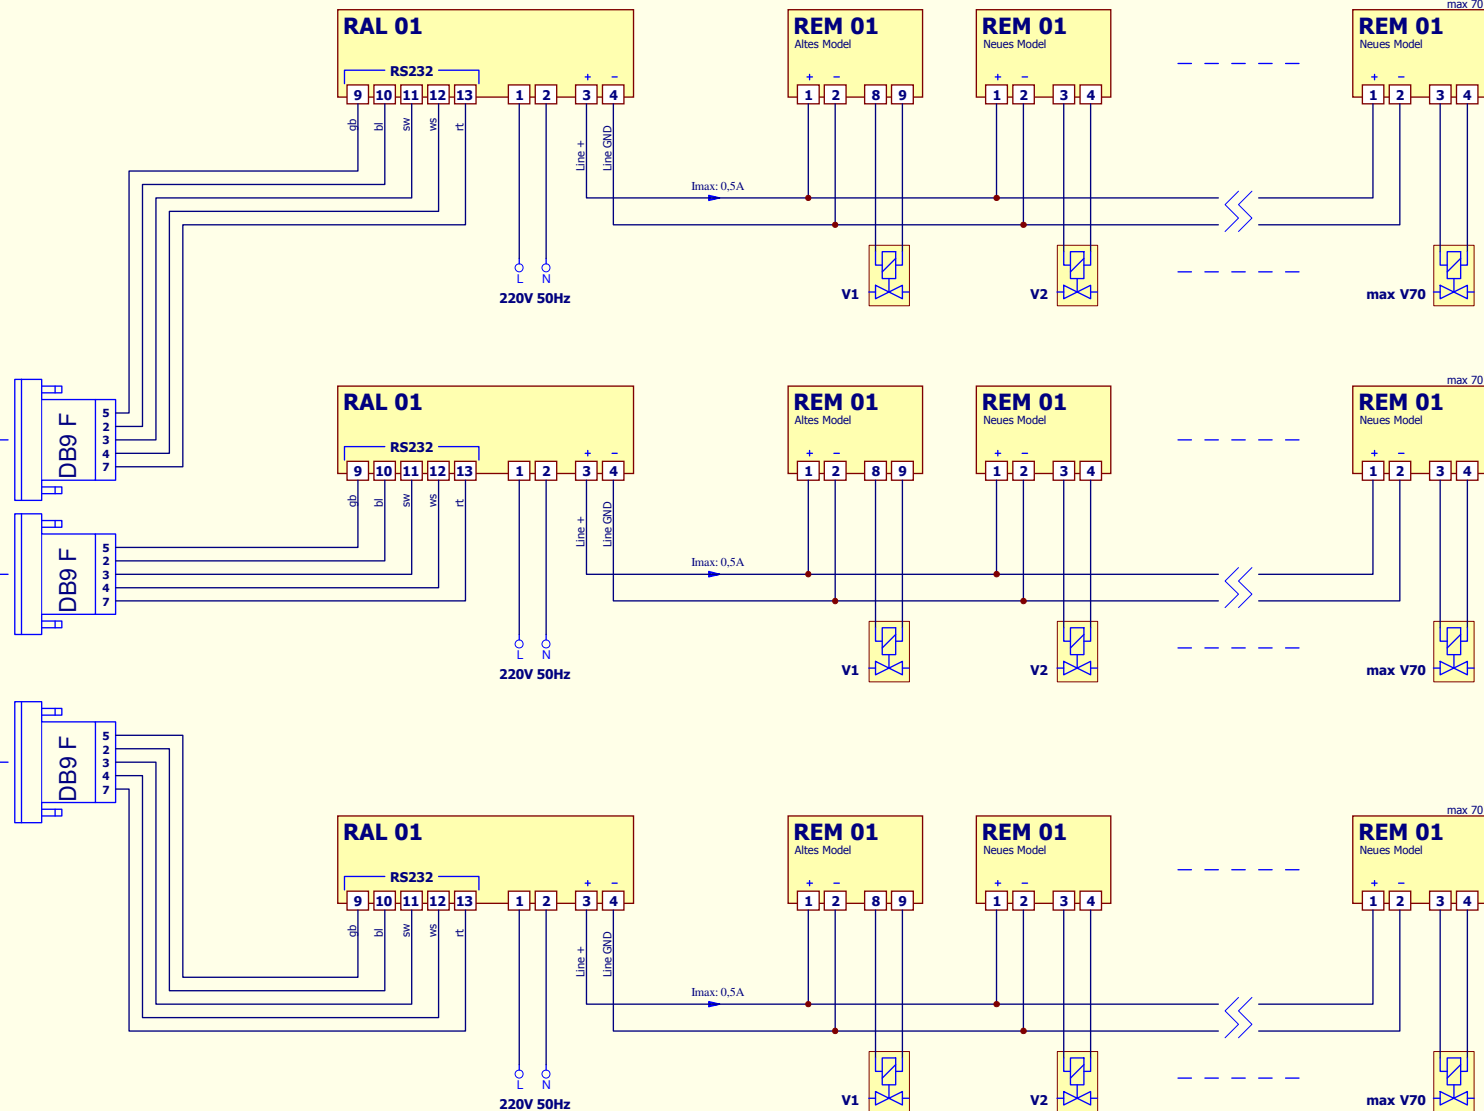 max 70
RAL 01 REM 01 REM 01 REM 01
Altes Model Neues Model Neues Model
RS232
+ − + − + − + −
9 10 11 12 13 1 2 3 4 1 2 8 9 1 2 3 4 1 2 3 4
gb bl sw ws rt Line + Line GND
Imax: 0,5A
L N
220V 50Hz V1 V2 max V70
max 70
RAL 01 REM 01 REM 01 REM 01
Altes Model Neues Model Neues Model
DB9 F
5
2
3
4
7
RS232
+ − + − + − + −
9 10 11 12 13 1 2 3 4 1 2 8 9 1 2 3 4 1 2 3 4
gb bl sw ws rt Line + Line GND
DB9 F
5
2
3
4
7
Imax: 0,5A
L N
220V 50Hz V1 V2 max V70
DB9 F
5
2
3
4
7
max 70
RAL 01 REM 01 REM 01 REM 01
Altes Model Neues Model Neues Model
RS232
+ − + − + − + −
9 10 11 12 13 1 2 3 4 1 2 8 9 1 2 3 4 1 2 3 4
gb bl sw ws rt Line + Line GND
Imax: 0,5A
L N
220V 50Hz V1 V2 max V70